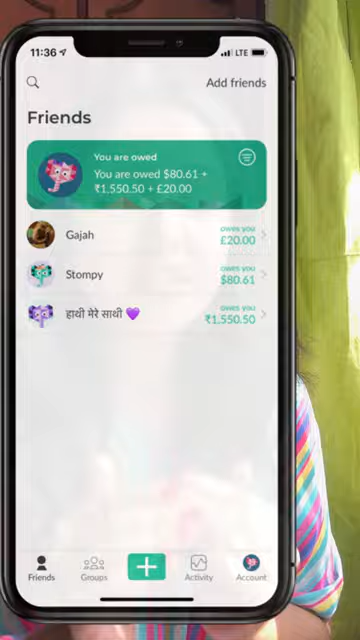 11:36
LTE
Add friends
Friends
You are owed
You are owed $80.61 +
₹1,550.50 + £20.00
Gajah
owes you
£20.00
Stompy
owes you
$80.61
हाथी मेरे साथी 💜
owes you
₹1,550.50
Friends
Groups
Activity
Account